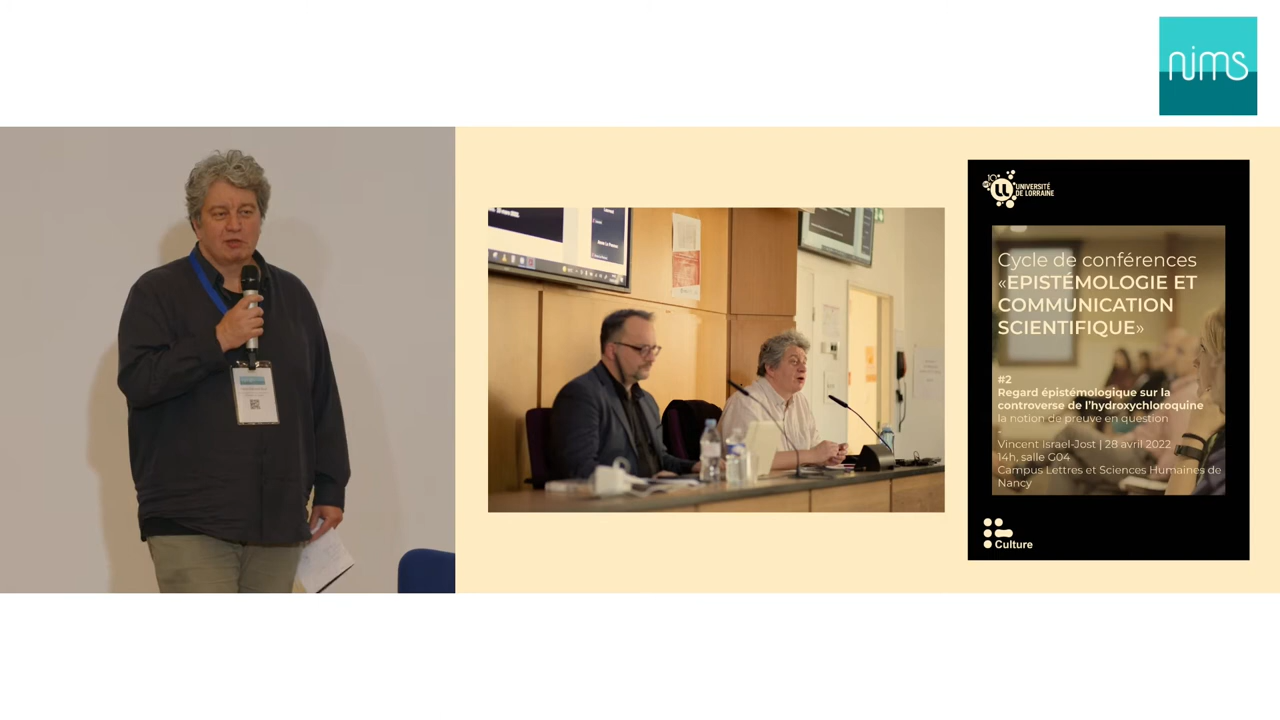 nims
UNIVERSITÉ
DE LORRAINE
Cycle de conférences
«EPISTÉMOLOGIE ET
COMMUNICATION
SCIENTIFIQUE»
#2
Regard épistémologique sur la
controverse de l'hydroxychloroquine
la notion de preuve en question
-
Vincent Israel-Jost | 28 avril 2022
14h, salle G04
Campus Lettres et Sciences Humaines de
Nancy
Culture